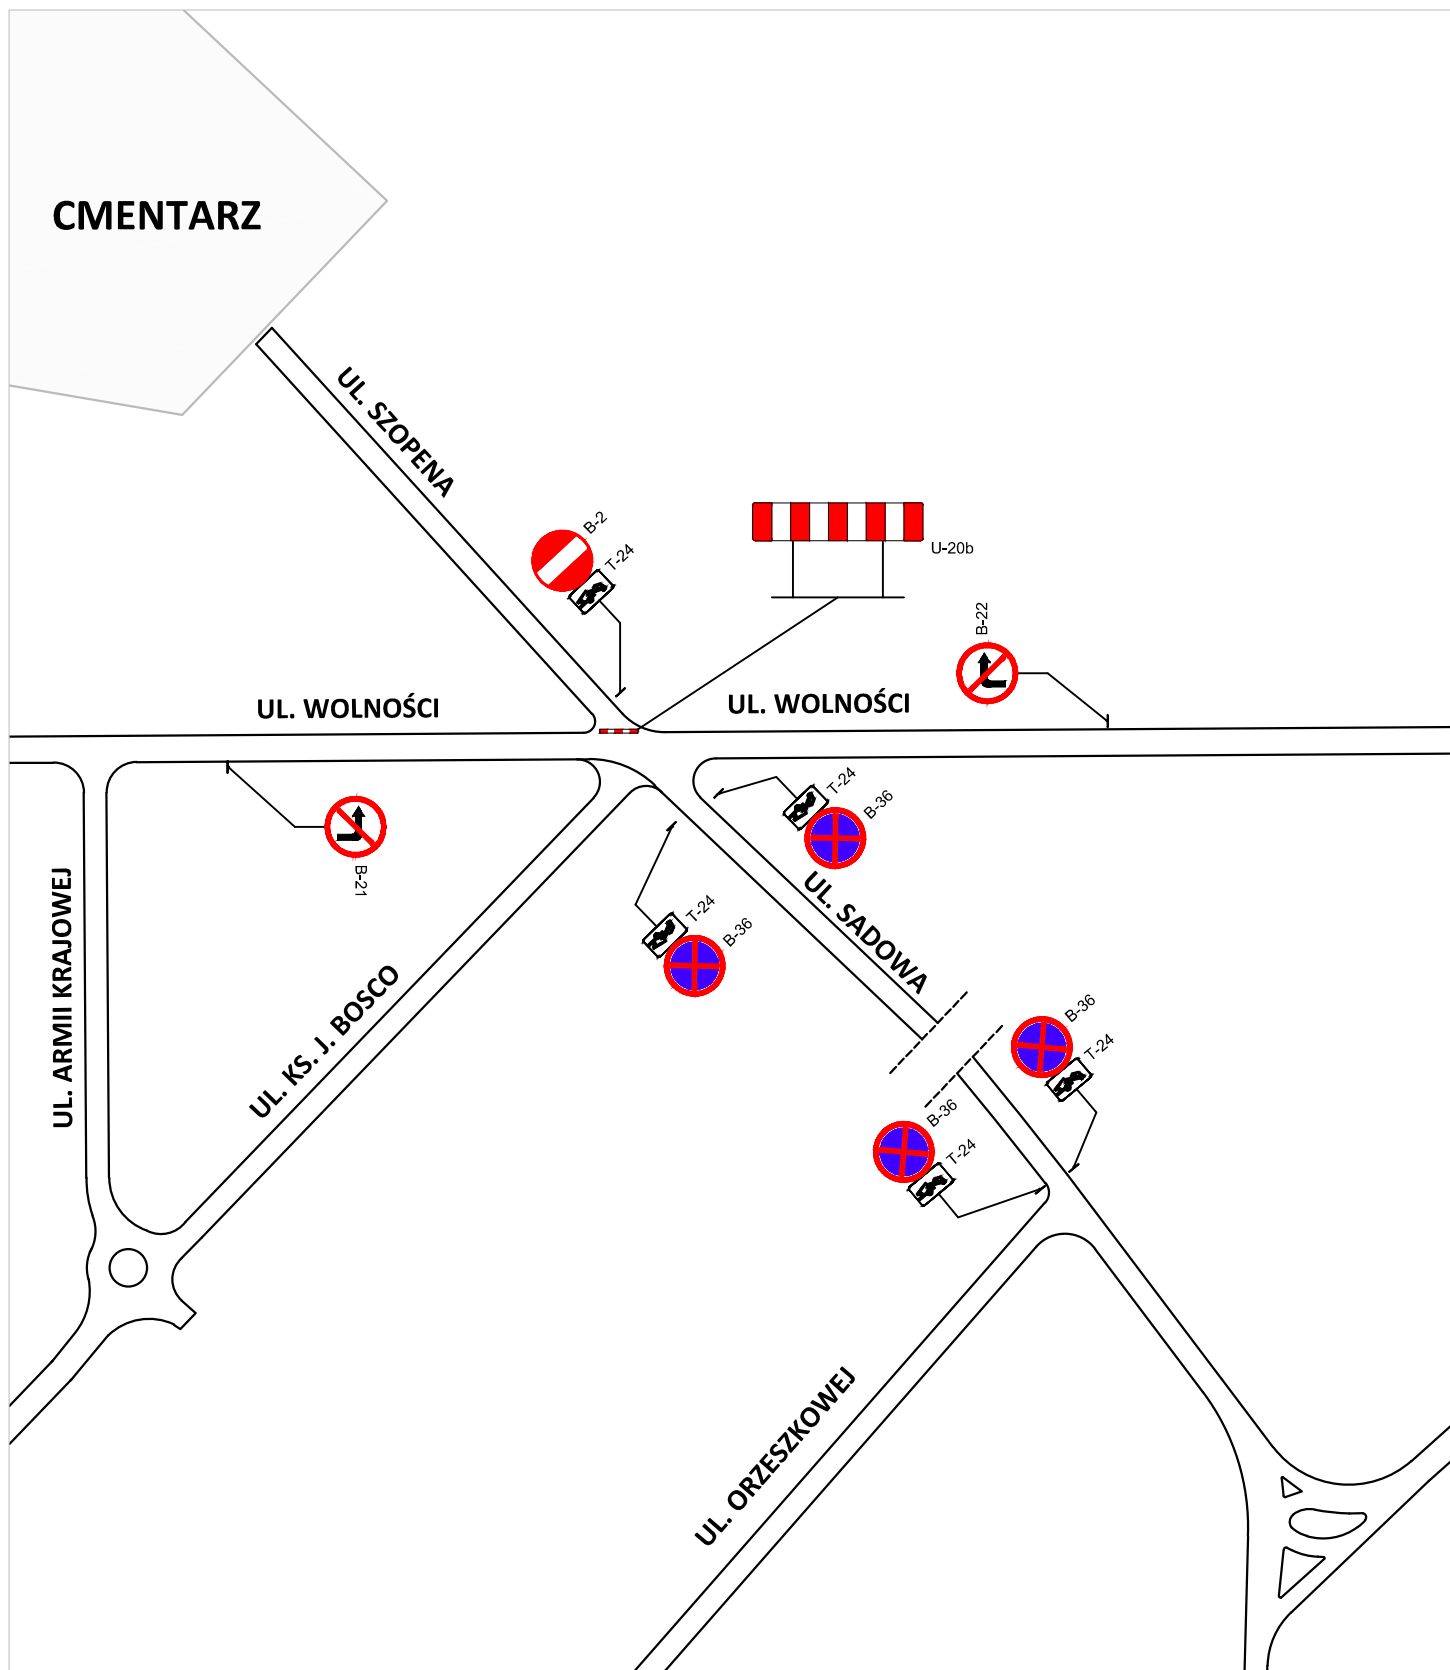 CMENTARZ
UL. SZOPENA
B-2
T-24
U-20b
B-22
UL. WOLNOŚCI
UL. WOLNOŚCI
T-24
B-36
B-21
UL. SADOWA
T-24
B-36
UL. ARMII KRAJOWEJ
UL. KS. J. BOSCO
B-36
T-24
B-36
T-24
UL. ORZESZKOWEJ